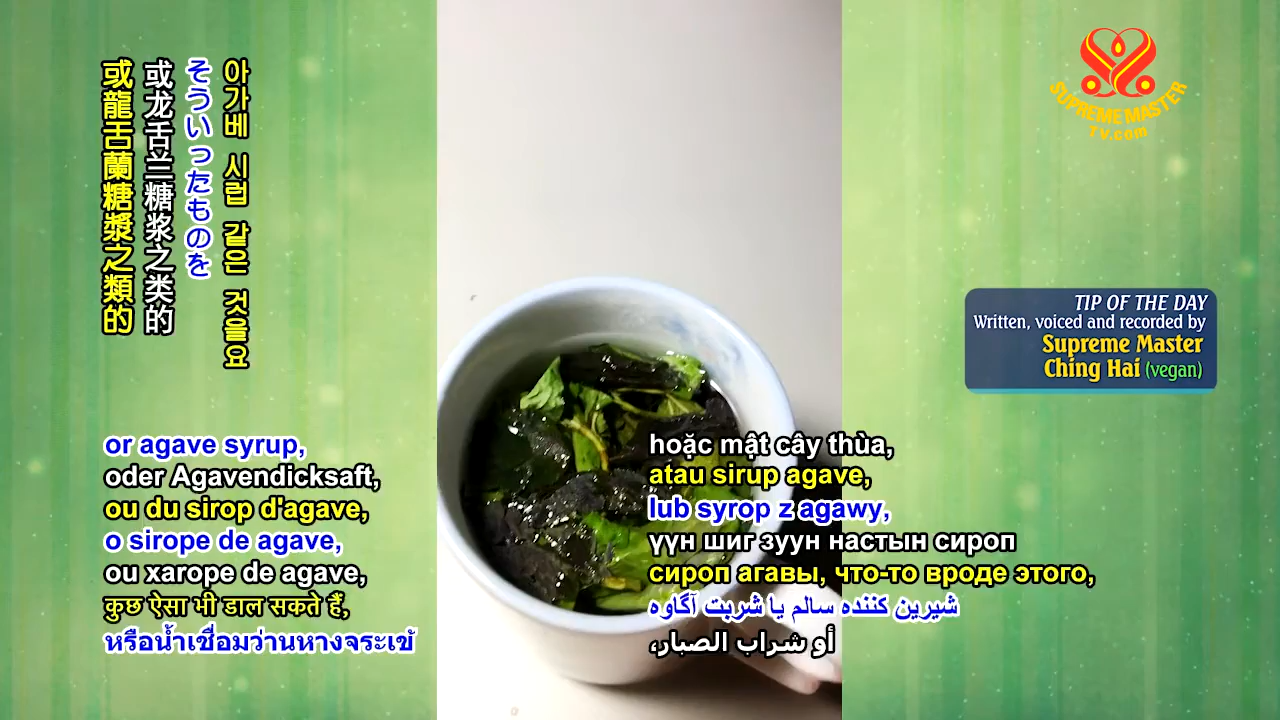 或龍舌蘭糖漿之類的
或龙舌兰糖浆之类的
そういったものを
아가베 시럽 같은 것을요
SUPREME MASTER
TV.com
TIP OF THE DAY
Written, voiced and recorded by
Supreme Master
Ching Hai (vegan)
or agave syrup,
oder Agavendicksaft,
ou du sirop d'agave,
o sirope de agave,
ou xarope de agave,
कुछ ऐसा भी डाल सकते हैं,
หรือน้ำเชื่อมว่านหางจระเข้
hoặc mật cây thùa,
atau sirup agave,
lub syrop z agawy,
үүн шиг зуун настын сироп
сироп агавы, что-то вроде этого,
شیرین کننده سالم یا شربت آگاوه
أو شراب الصبار،